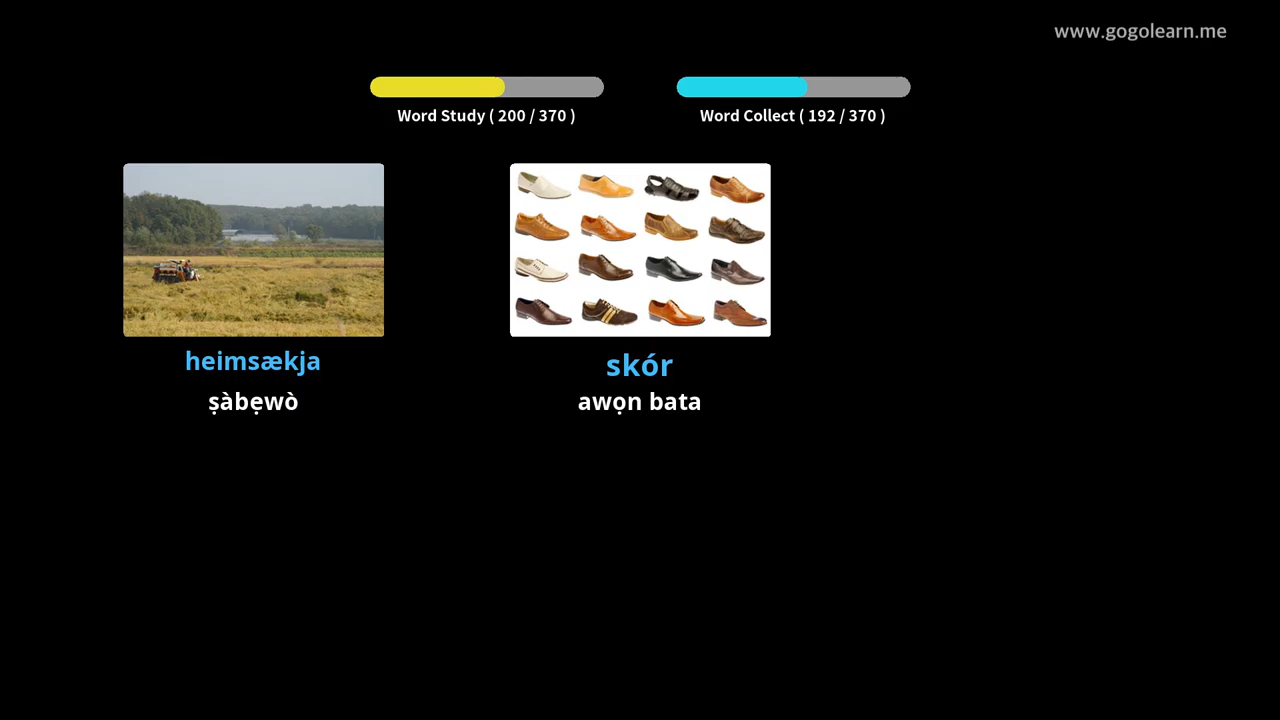 www.gogolearn.me
Word Study ( 200 / 370 )
Word Collect ( 192 / 370 )
heimsækja
ṣàbẹwò
skór
awọn bata